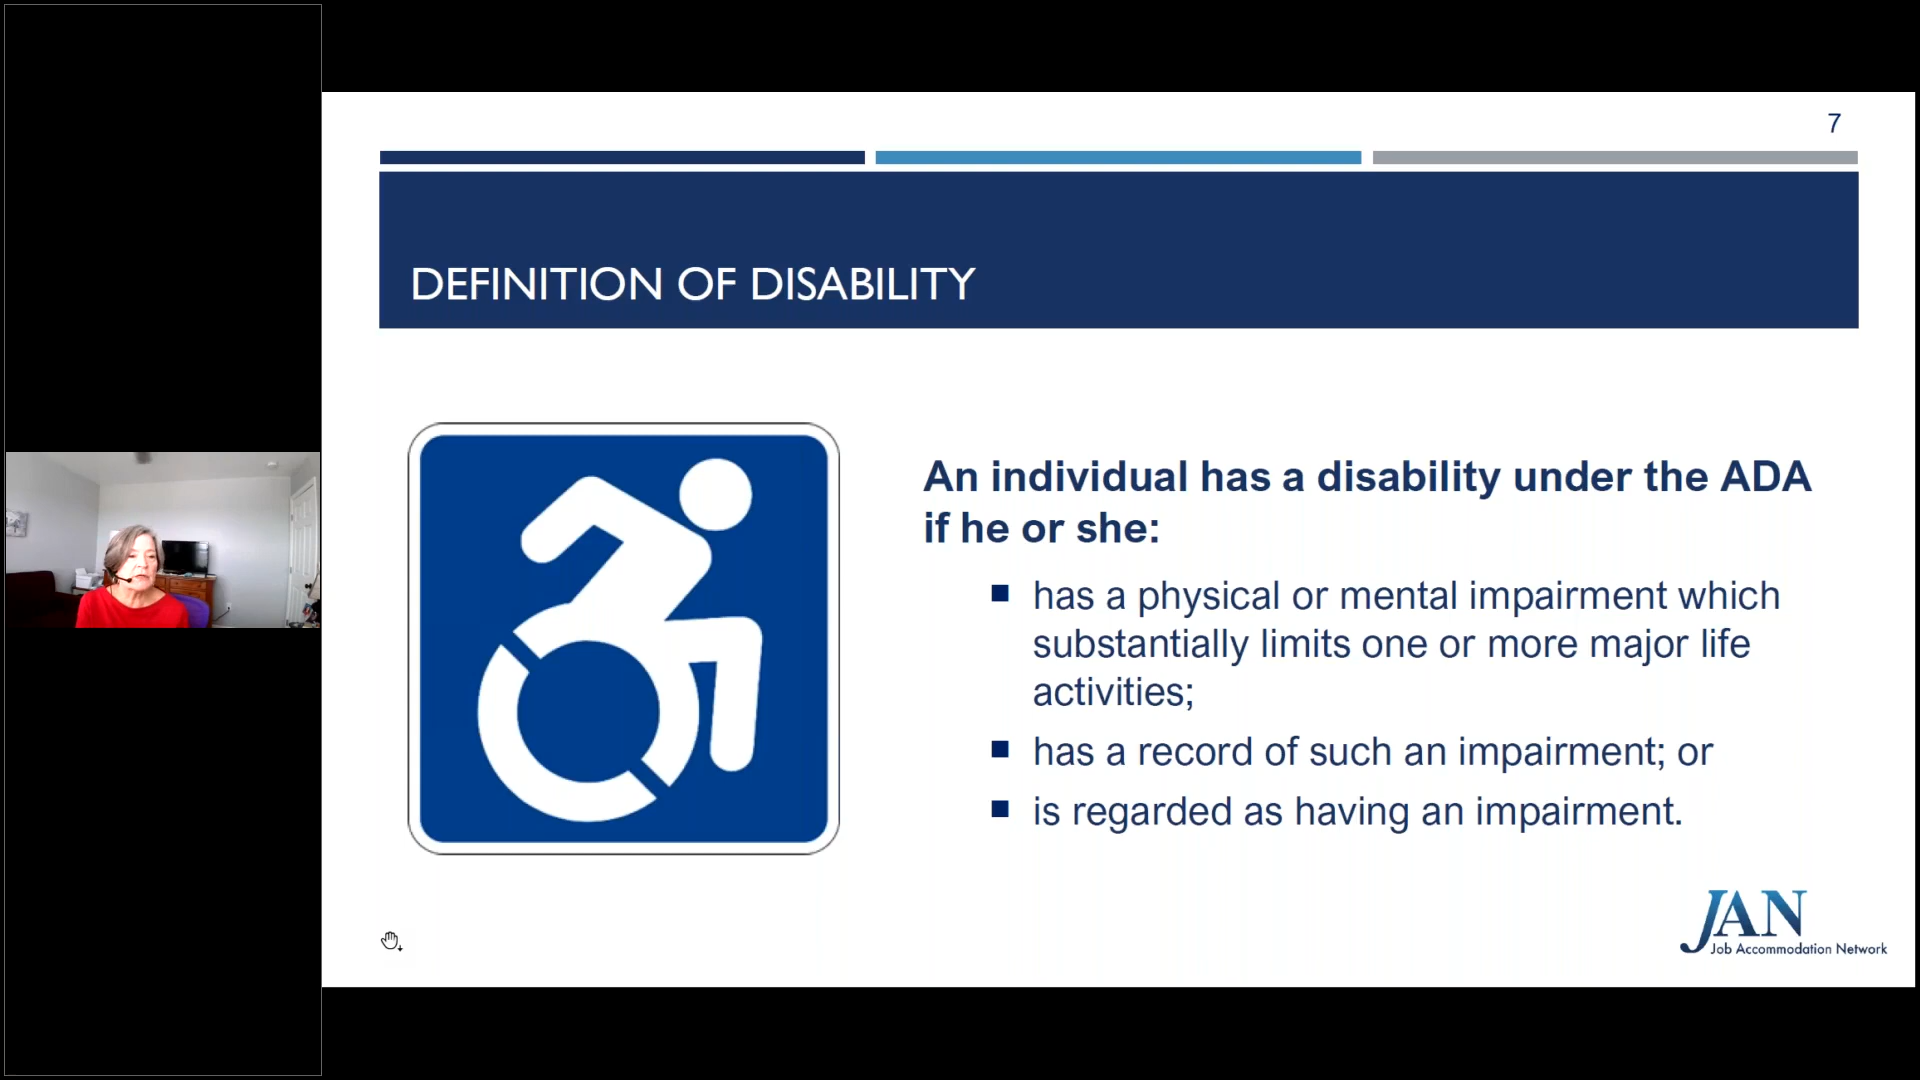 7
DEFINITION OF DISABILITY
An individual has a disability under the ADA
if he or she:
has a physical or mental impairment which
substantially limits one or more major life
activities;
has a record of such an impairment; or
is regarded as having an impairment.
JAN
Job Accommodation Network